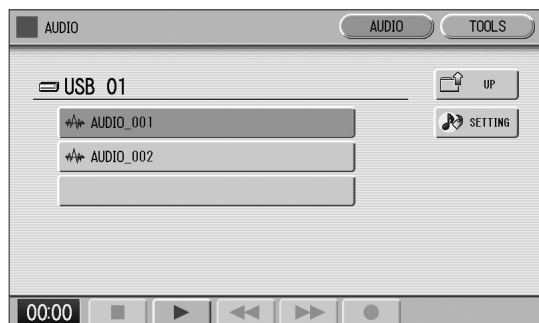 AUDIO AUDIO TOOLS
USB 01 UP
AUDIO_001 SETTING
AUDIO_002
00:00